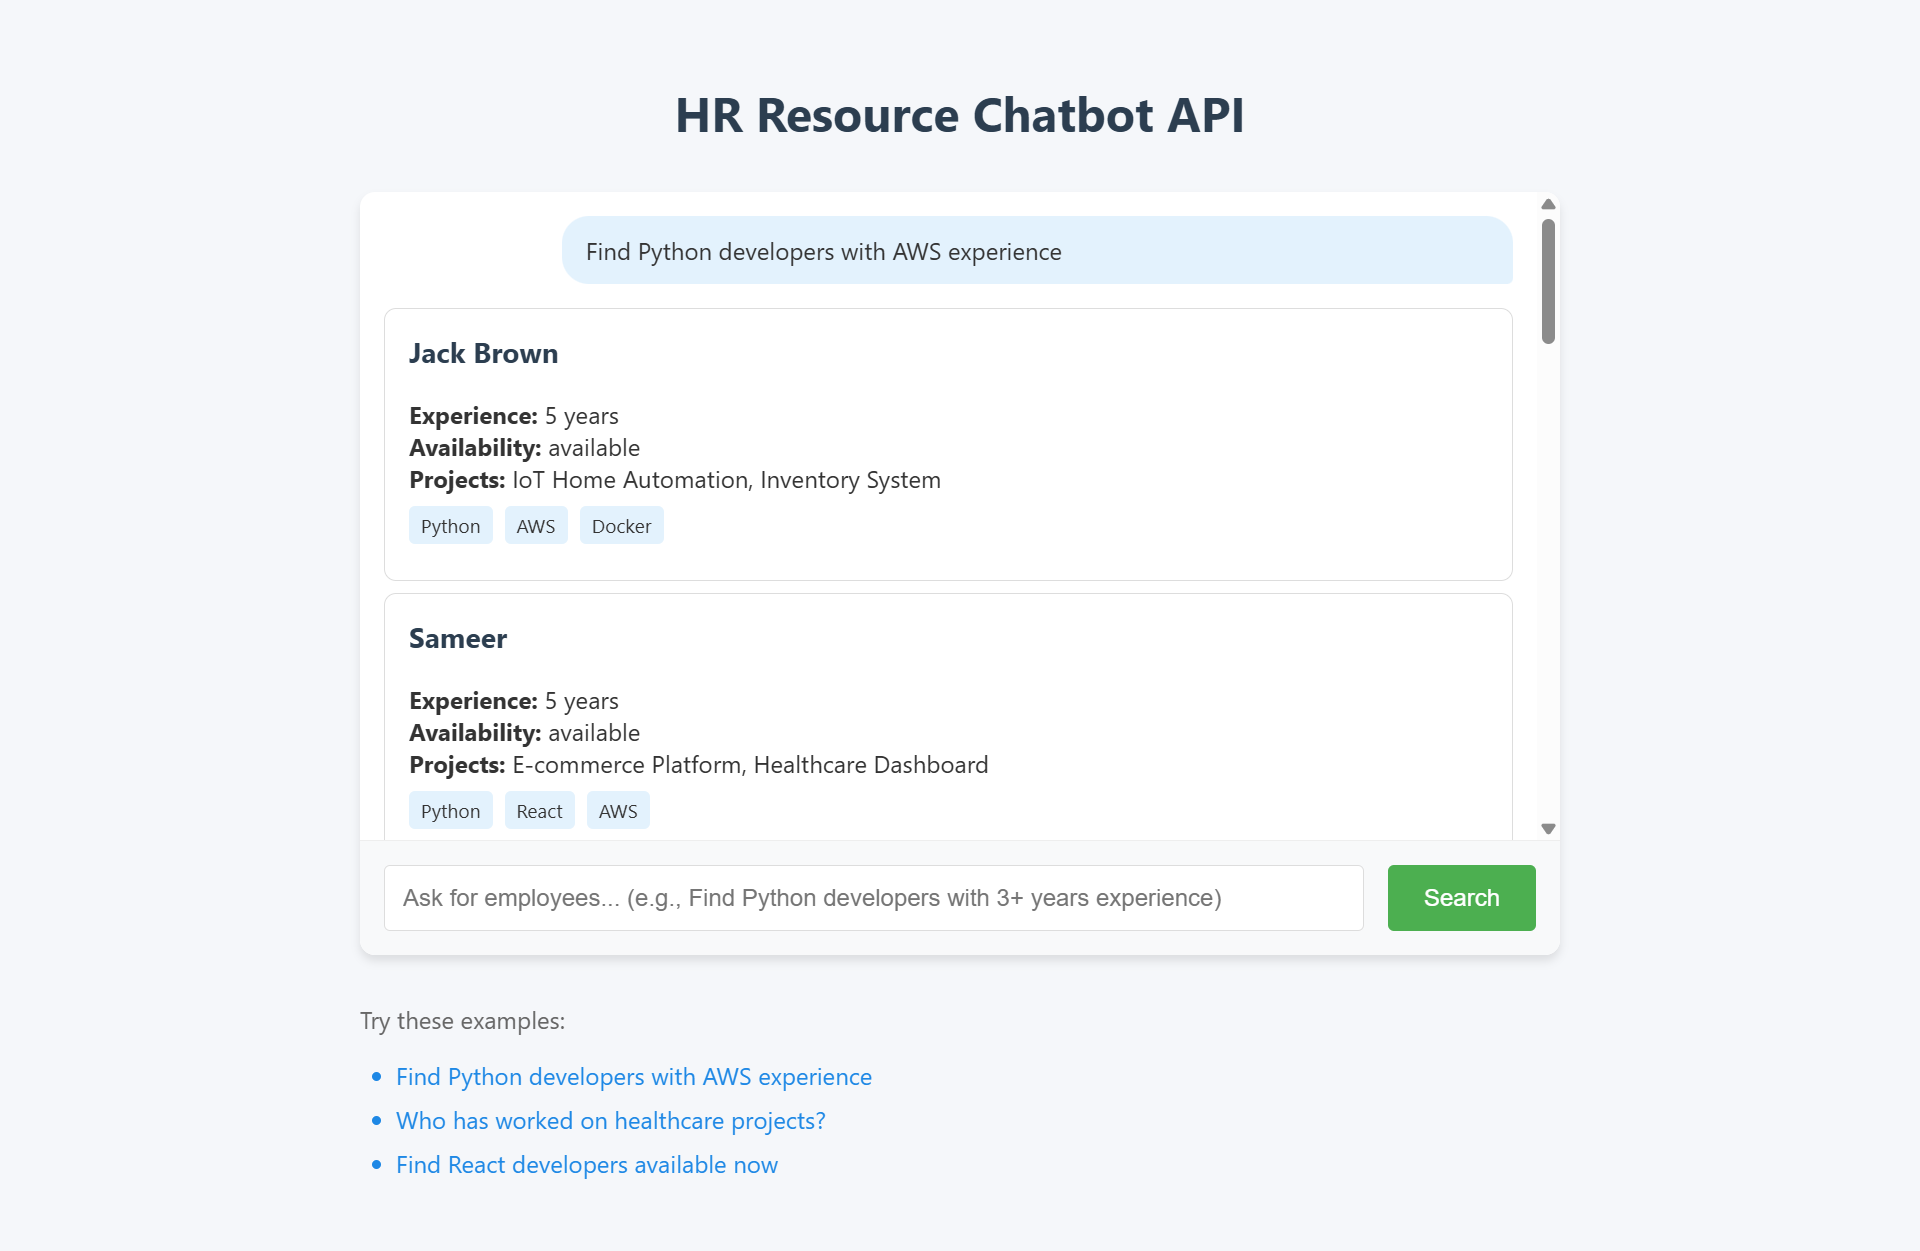 HR Resource Chatbot API
Find Python developers with AWS experience
Jack Brown
Experience: 5 years
Availability: available
Projects: IoT Home Automation, Inventory System
Python AWS Docker
Sameer
Experience: 5 years
Availability: available
Projects: E-commerce Platform, Healthcare Dashboard
Python React AWS
Ask for employees... (e.g., Find Python developers with 3+ years experience)
Search
Try these examples:
Find Python developers with AWS experience
Who has worked on healthcare projects?
Find React developers available now